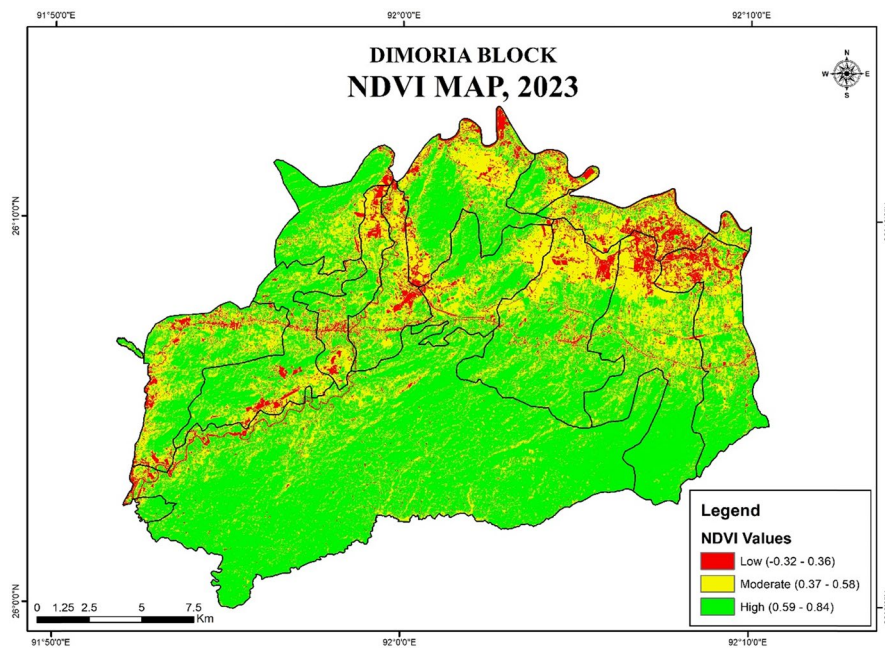 91°50'0"E 92°0'0"E 92°10'0"E
DIMORIA BLOCK
NDVI MAP, 2023
N
W E
S
26°10'0"N
26°0'0"N
Legend
NDVI Values
Low (-0.32 - 0.36)
Moderate (0.37 - 0.58)
High (0.59 - 0.84)
0 1.25 2.5 5 7.5
Km
91°50'0"E 92°0'0"E 92°10'0"E